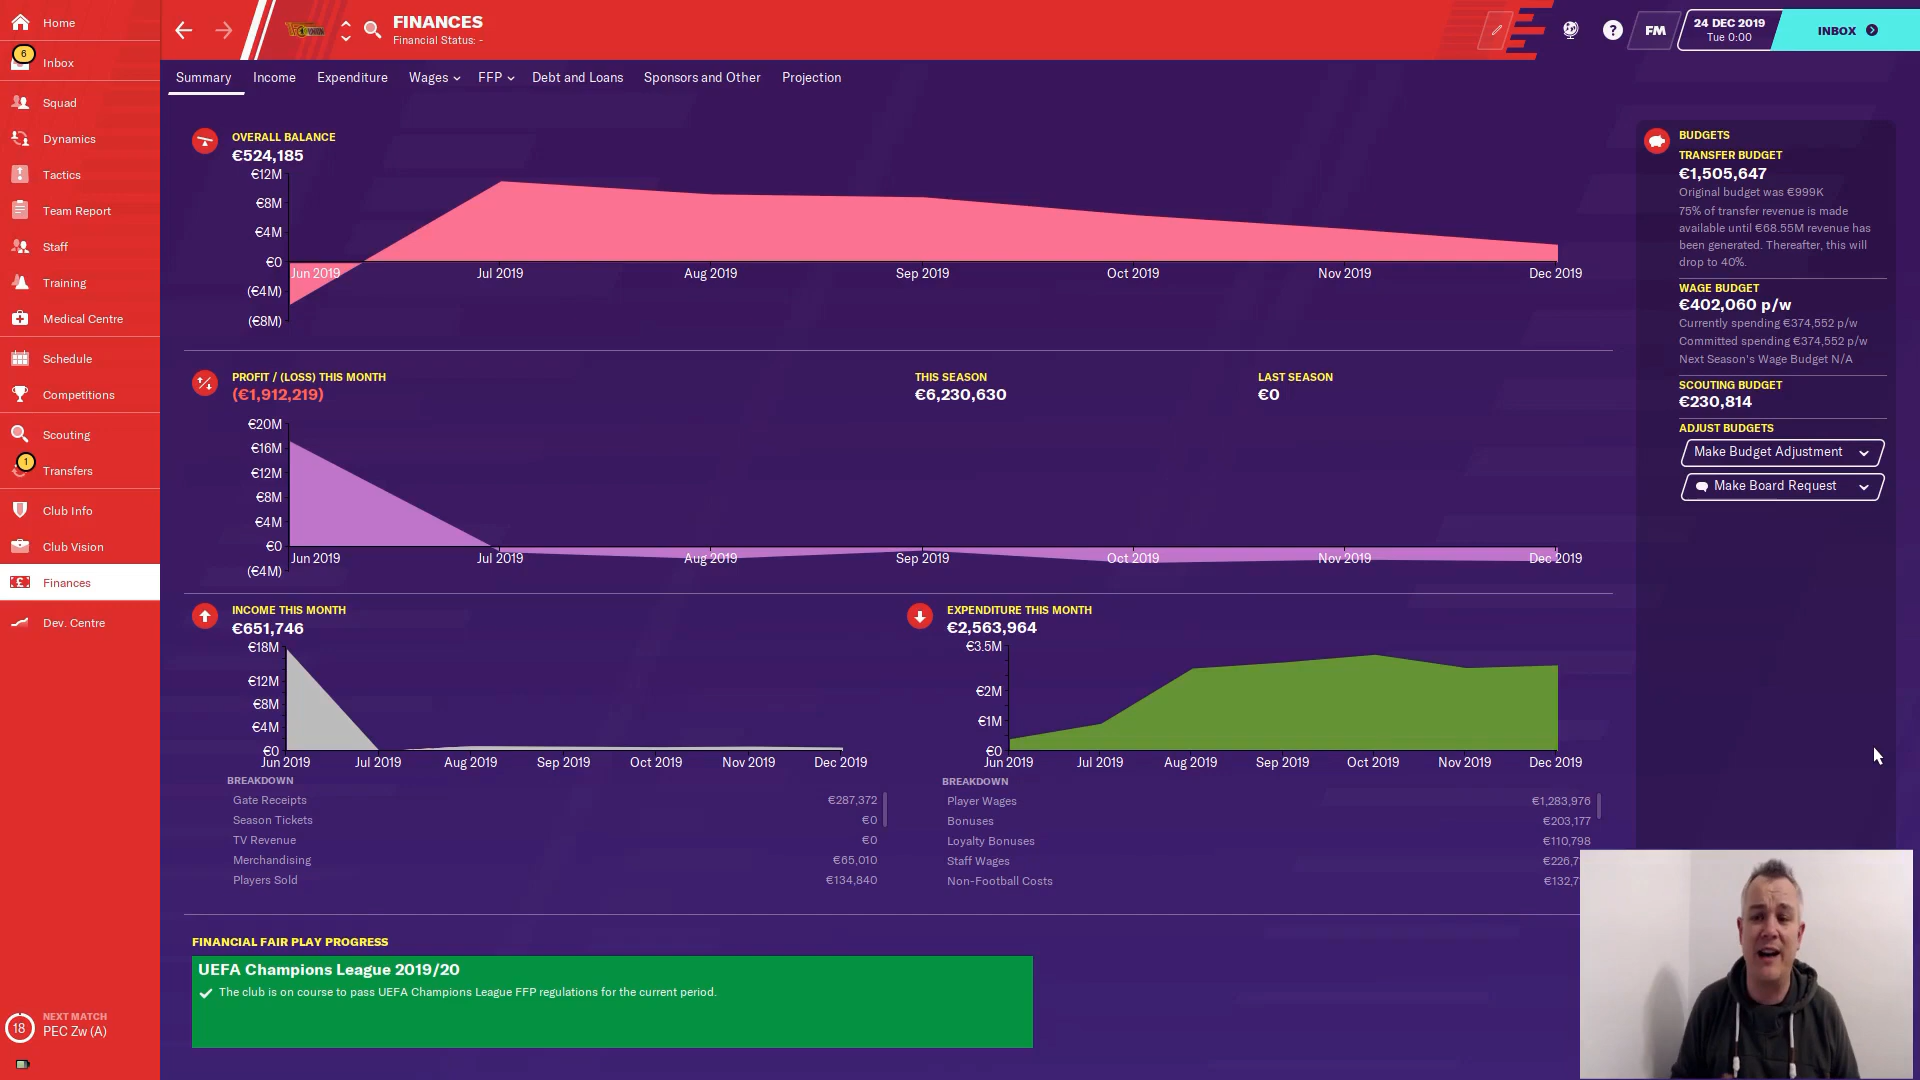 Home
6
Inbox
Squad
Dynamics
Tactics
Team Report
Staff
Training
Medical Centre
Schedule
Competitions
Scouting
1
Transfers
Club Info
Club Vision
Finances
Dev. Centre
18
NEXT MATCH
PEC Zw (A)
FINANCES
Financial Status: -
?
FM
24 DEC 2019
Tue 0:00
INBOX
Summary
Income
Expenditure
Wages
FFP
Debt and Loans
Sponsors and Other
Projection
OVERALL BALANCE
€524,185
€12M
€8M
€4M
€0
(€4M)
(€8M)
Jun 2019
Jul 2019
Aug 2019
Sep 2019
Oct 2019
Nov 2019
Dec 2019
PROFIT / (LOSS) THIS MONTH
(€1,912,219)
THIS SEASON
€6,230,630
LAST SEASON
€0
€20M
€16M
€12M
€8M
€4M
€0
(€4M)
Jun 2019
Jul 2019
Aug 2019
Sep 2019
Oct 2019
Nov 2019
Dec 2019
INCOME THIS MONTH
€651,746
€18M
€12M
€8M
€4M
€0
Jun 2019
Jul 2019
Aug 2019
Sep 2019
Oct 2019
Nov 2019
Dec 2019
BREAKDOWN
Gate Receipts €287,372
Season Tickets €0
TV Revenue €0
Merchandising €65,010
Players Sold €134,840
EXPENDITURE THIS MONTH
€2,563,964
€3.5M
€2M
€1M
€0
Jun 2019
Jul 2019
Aug 2019
Sep 2019
Oct 2019
Nov 2019
Dec 2019
BREAKDOWN
Player Wages €1,283,976
Bonuses €203,177
Loyalty Bonuses €110,798
Staff Wages €226,7
Non-Football Costs €132,7
FINANCIAL FAIR PLAY PROGRESS
UEFA Champions League 2019/20
The club is on course to pass UEFA Champions League FFP regulations for the current period.
BUDGETS
TRANSFER BUDGET
€1,505,647
Original budget was €999K
75% of transfer revenue is made
available until €68.55M revenue has
been generated. Thereafter, this will
drop to 40%.
WAGE BUDGET
€402,060 p/w
Currently spending €374,552 p/w
Committed spending €374,552 p/w
Next Season's Wage Budget N/A
SCOUTING BUDGET
€230,814
ADJUST BUDGETS
Make Budget Adjustment
Make Board Request